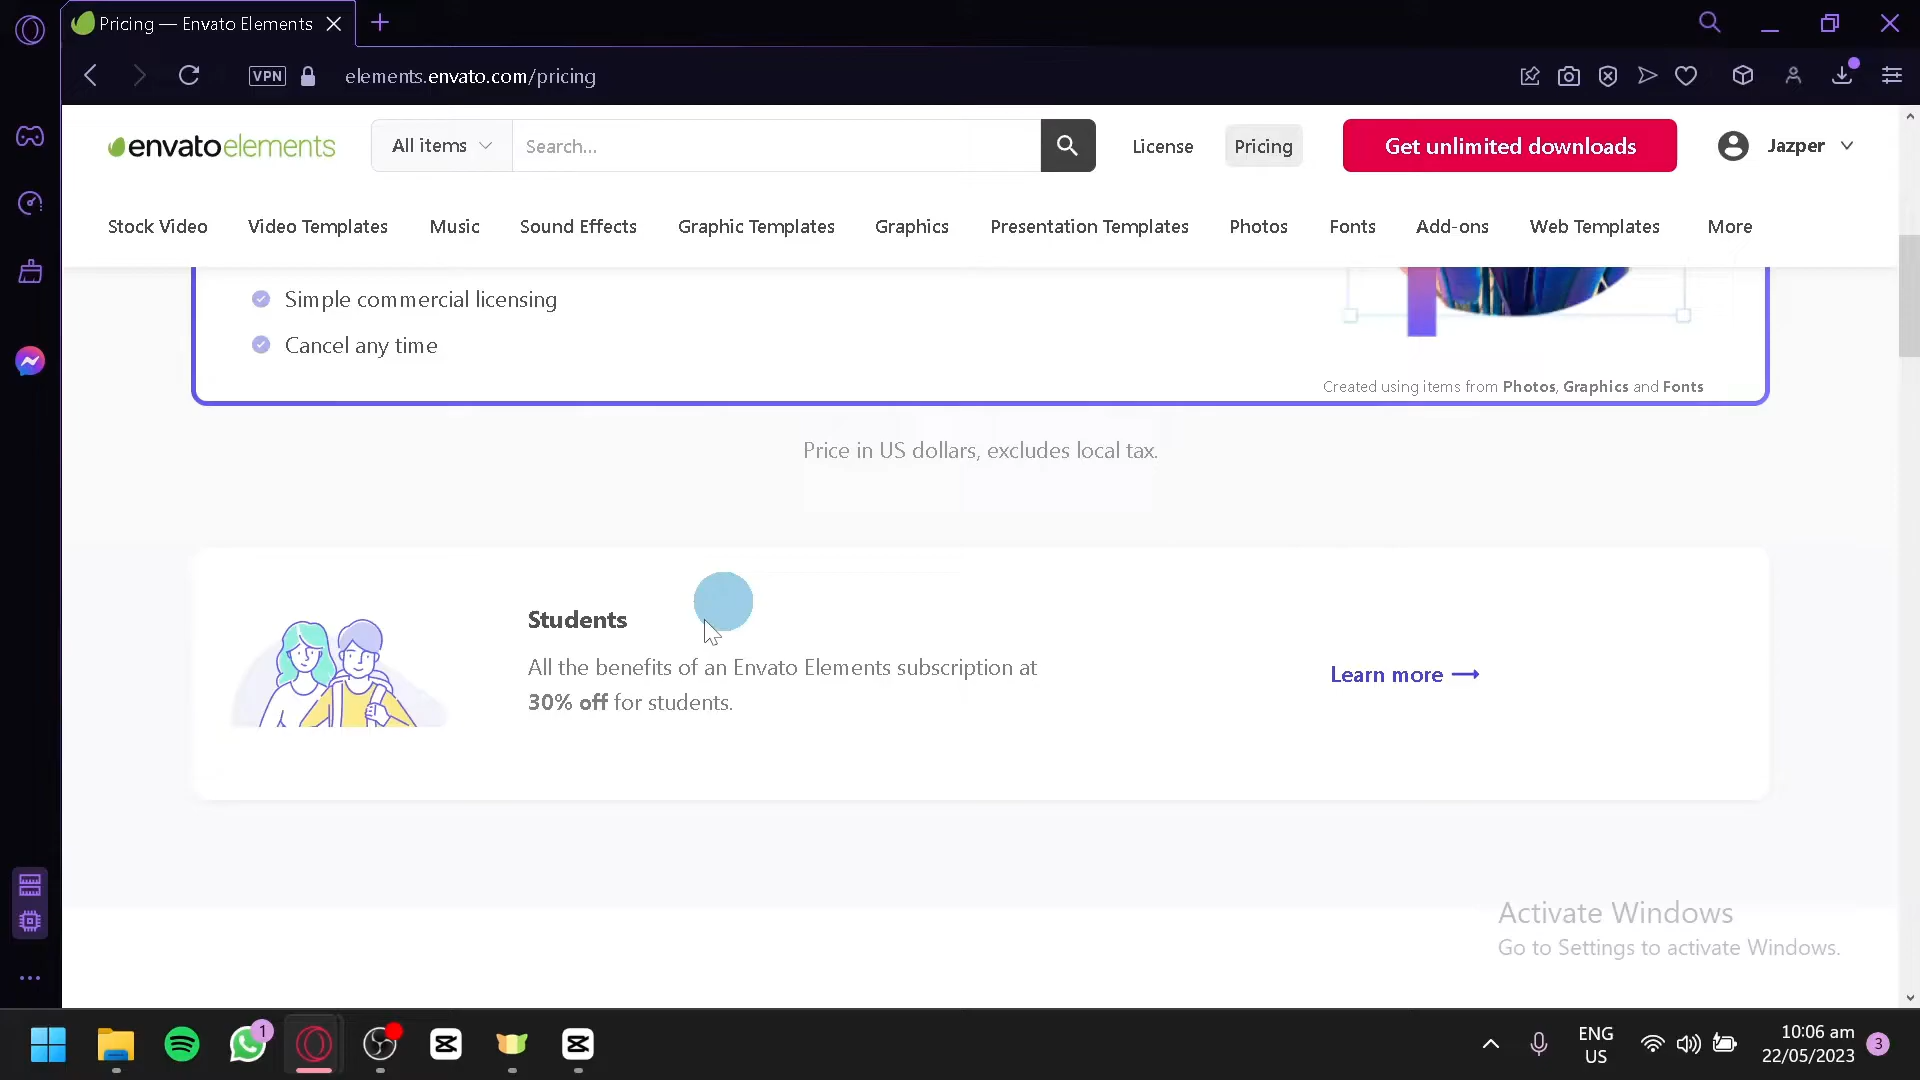 Pricing — Envato Elements
VPN
elements.envato.com/pricing
envatoelements
All items
Search...
License
Pricing
Get unlimited downloads
Jazper
Stock Video
Video Templates
Music
Sound Effects
Graphic Templates
Graphics
Presentation Templates
Photos
Fonts
Add-ons
Web Templates
More
Simple commercial licensing
Cancel any time
Created using items from Photos, Graphics and Fonts
Price in US dollars, excludes local tax.
Students
All the benefits of an Envato Elements subscription at
30% off for students.
Learn more
Activate Windows
Go to Settings to activate Windows.
1
ENG
US
10:06 am
22/05/2023
3